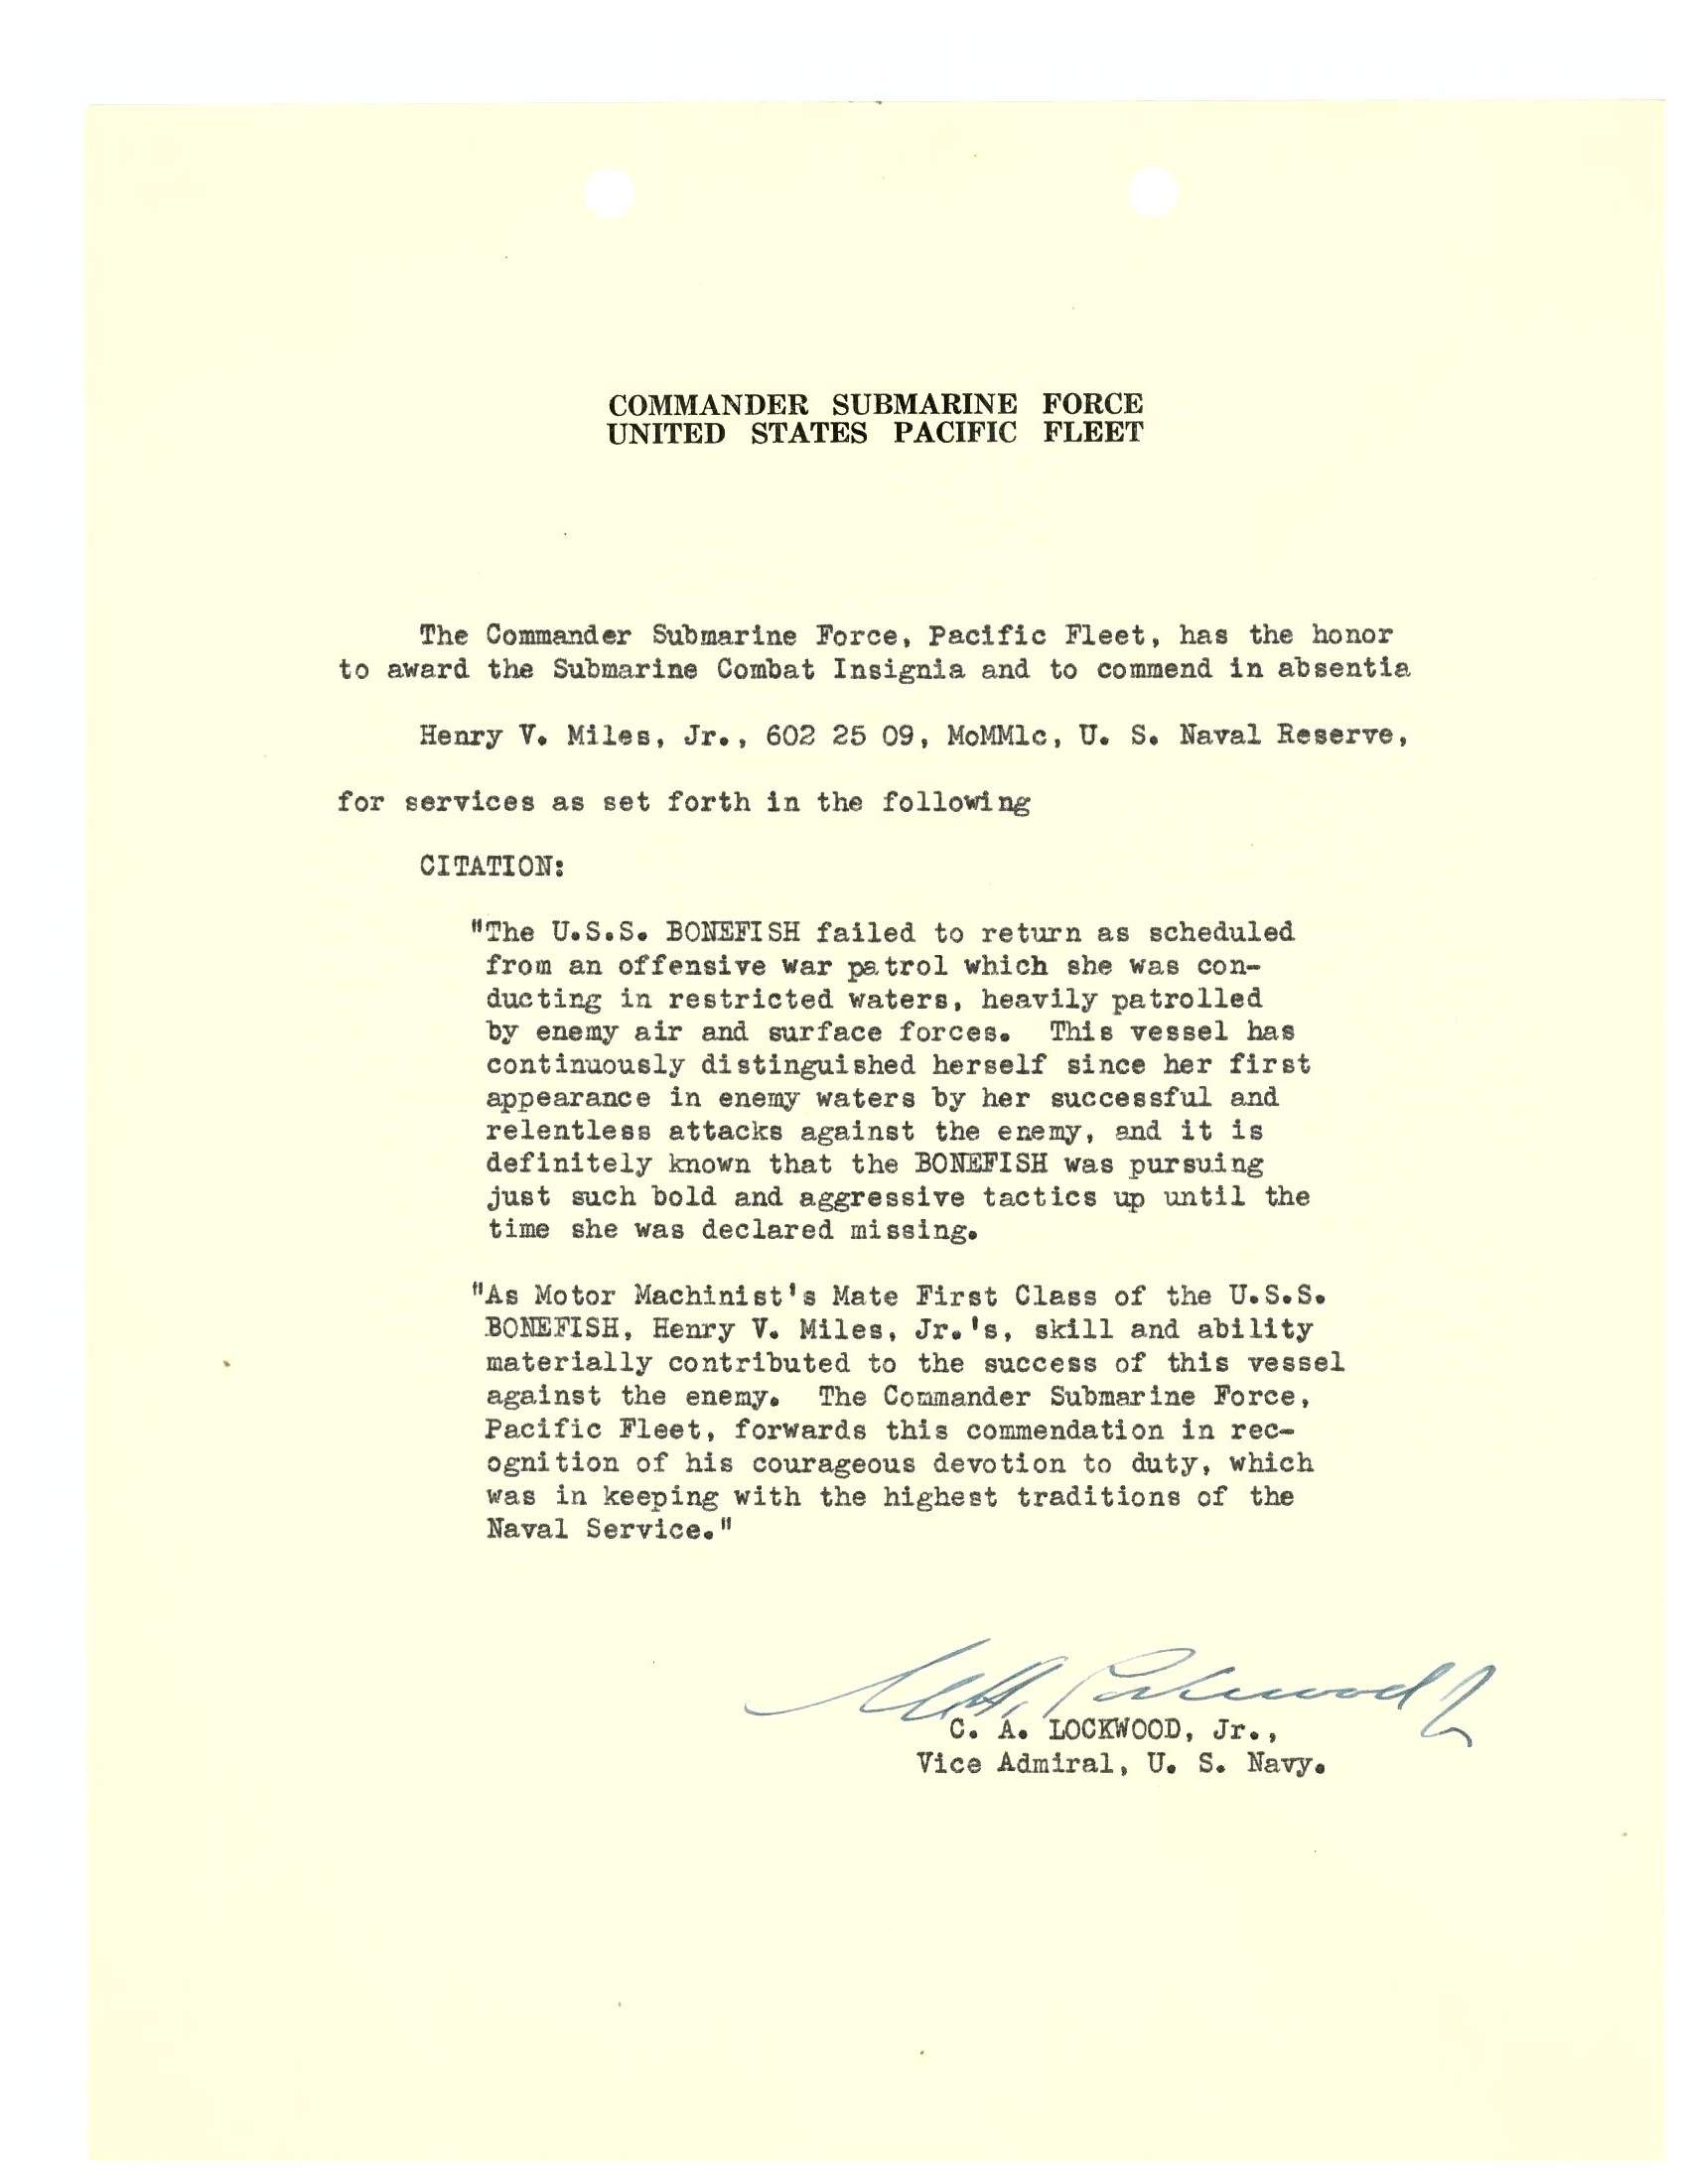 COMMANDER SUBMARINE FORCE
UNITED STATES PACIFIC FLEET
The Commander Submarine Force, Pacific Fleet, has the honor
to award the Submarine Combat Insignia and to commend in absentia
Henry V. Miles, Jr., 602 25 09, MoMM1c, U. S. Naval Reserve,
for services as set forth in the following
CITATION:
"The U.S.S. BONEFISH failed to return as scheduled
from an offensive war patrol which she was con-
ducting in restricted waters, heavily patrolled
by enemy air and surface forces. This vessel has
continuously distinguished herself since her first
appearance in enemy waters by her successful and
relentless attacks against the enemy, and it is
definitely known that the BONEFISH was pursuing
just such bold and aggressive tactics up until the
time she was declared missing.
"As Motor Machinist's Mate First Class of the U.S.S.
BONEFISH, Henry V. Miles, Jr.'s, skill and ability
materially contributed to the success of this vessel
against the enemy. The Commander Submarine Force,
Pacific Fleet, forwards this commendation in rec-
ognition of his courageous devotion to duty, which
was in keeping with the highest traditions of the
Naval Service."
C. A. Lockwood Jr
C. A. LOCKWOOD, Jr.,
Vice Admiral, U. S. Navy.